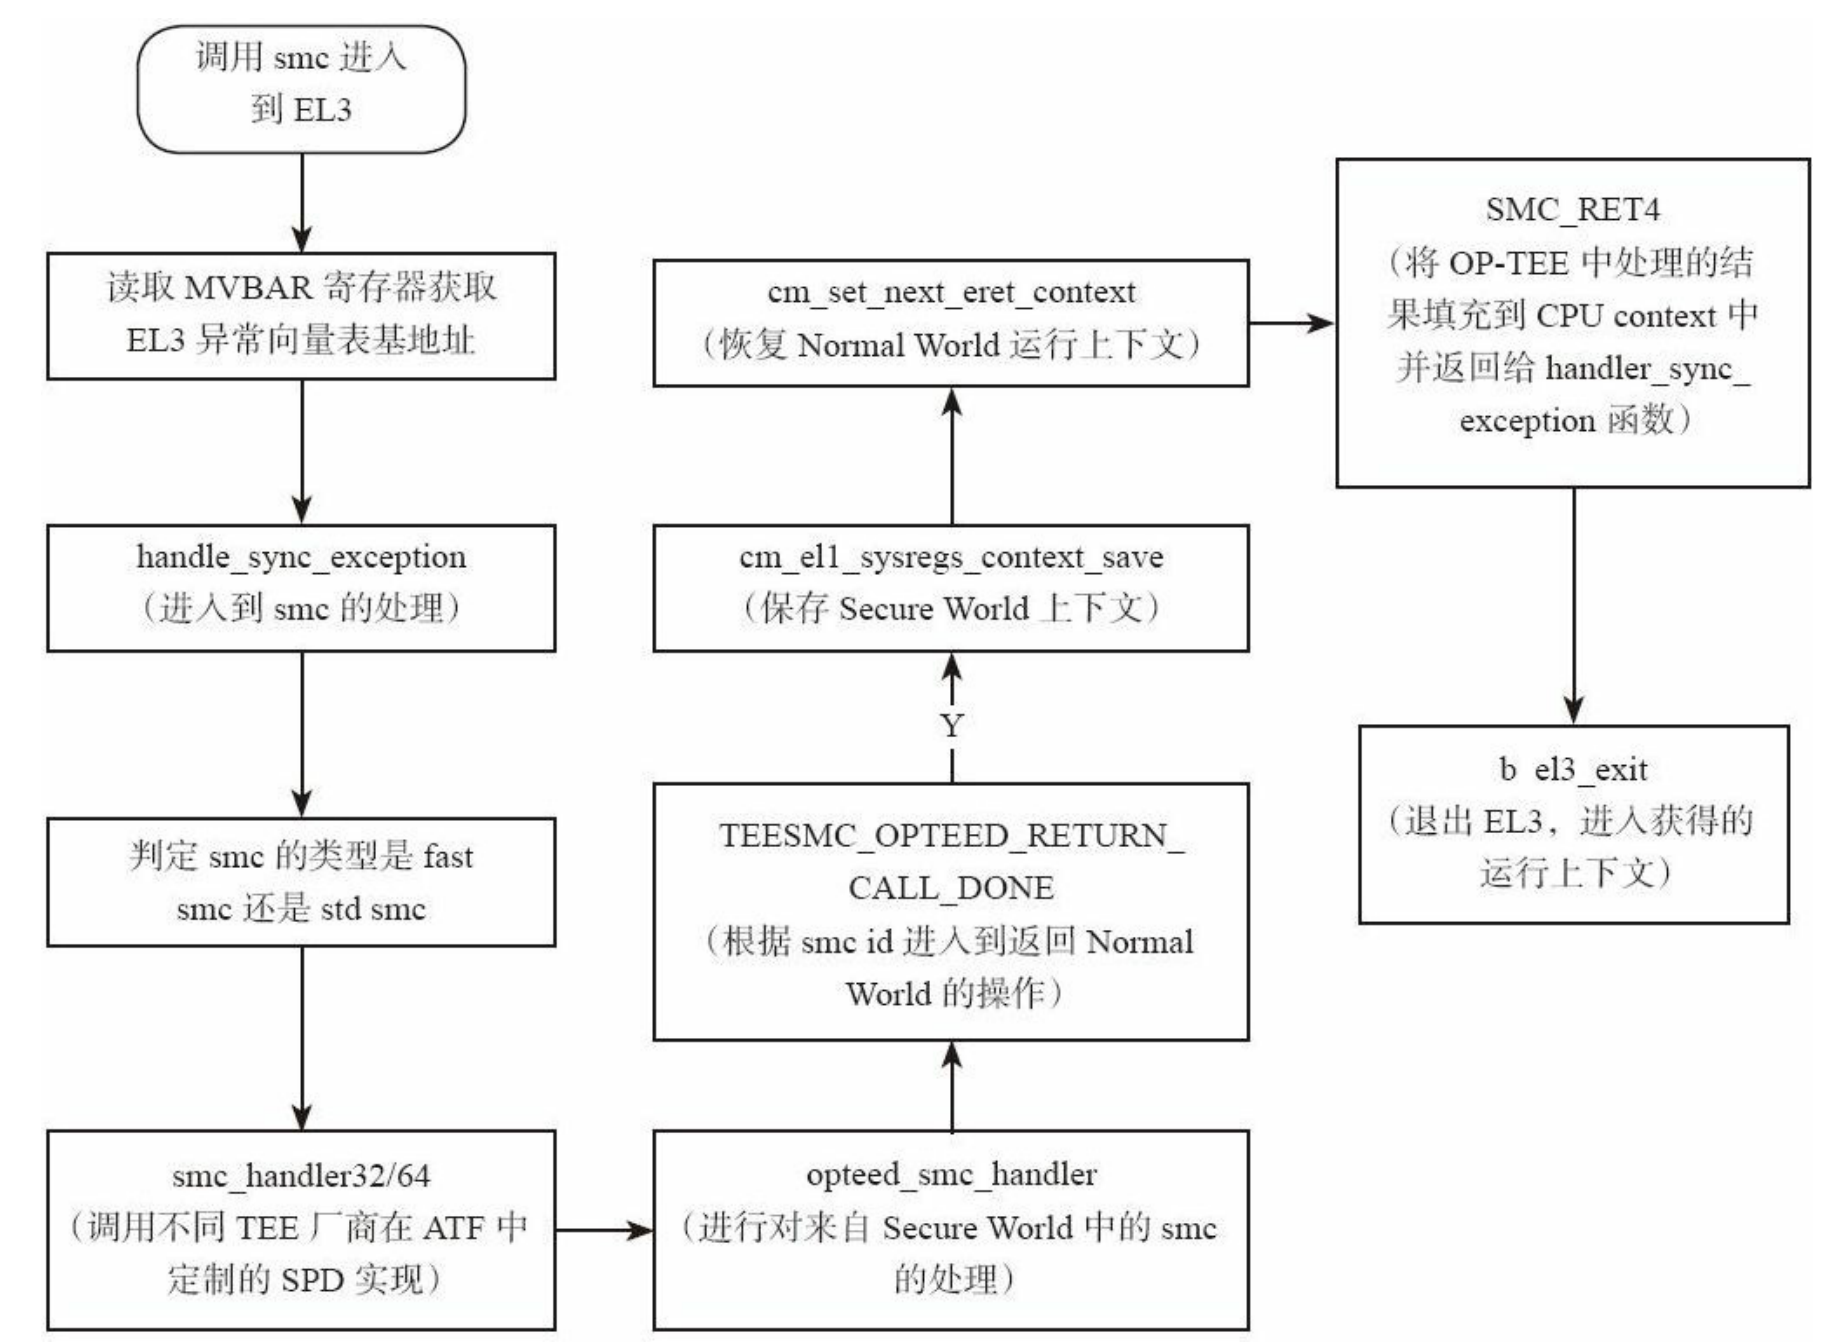 调用 smc 进入
到 EL3
读取 MVBAR 寄存器获取
EL3 异常向量表基地址
handle_sync_exception
（进入到 smc 的处理）
判定 smc 的类型是 fast
smc 还是 std smc
smc_handler32/64
（调用不同 TEE 厂商在 ATF 中
定制的 SPD 实现）
opteed_smc_handler
（进行对来自 Secure World 中的 smc
的处理）
TEESMC_OPTEED_RETURN_
CALL_DONE
（根据 smc id 进入到返回 Normal
World 的操作）
Y
cm_el1_sysregs_context_save
（保存 Secure World 上下文）
cm_set_next_eret_context
（恢复 Normal World 运行上下文）
SMC_RET4
（将 OP-TEE 中处理的结
果填充到 CPU context 中
并返回给 handler_sync_
exception 函数）
b el3_exit
（退出 EL3，进入获得的
运行上下文）